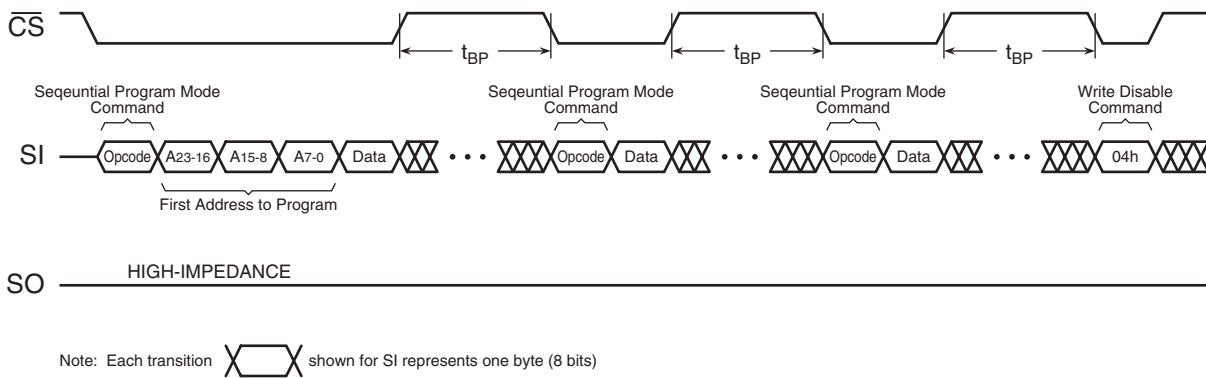 CS
tBP tBP tBP
Seqeuntial Program Mode
Command
Seqeuntial Program Mode
Command
Seqeuntial Program Mode
Command
Write Disable
Command
SI Opcode A23-16 A15-8 A7-0 Data • • • Opcode Data • • • Opcode Data • • • 04h
First Address to Program
HIGH-IMPEDANCE
SO
Note: Each transition shown for SI represents one byte (8 bits)